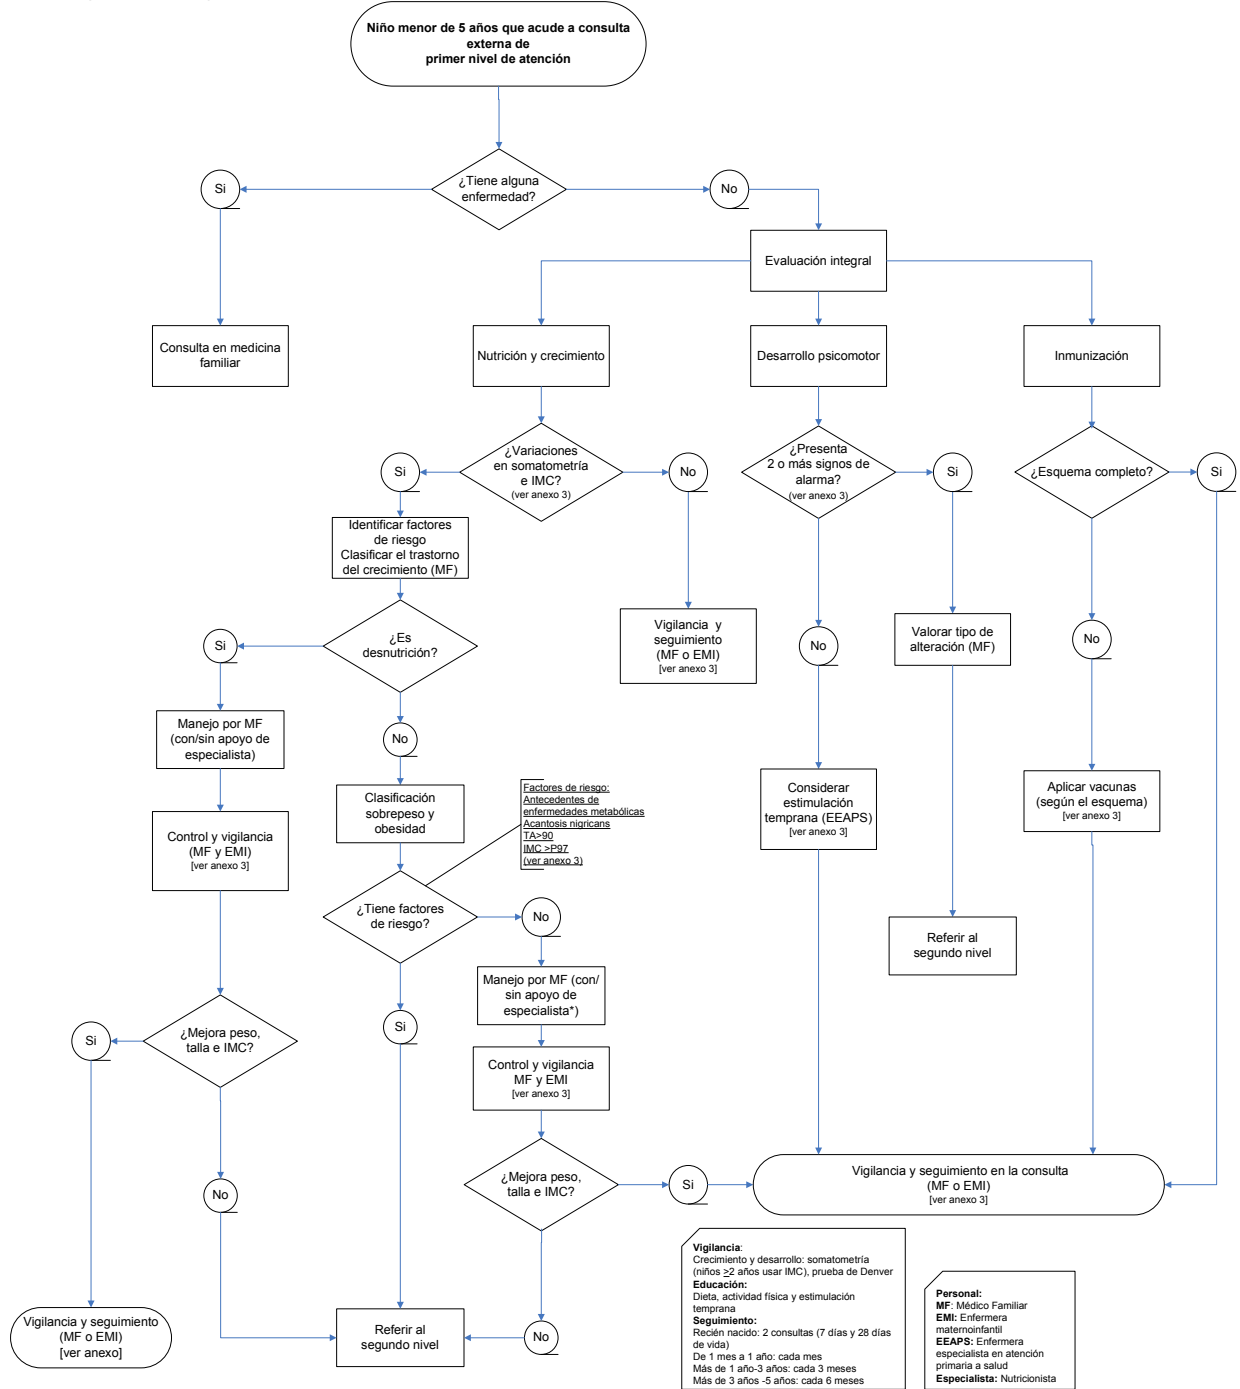 Niño menor de 5 años que acude a consulta
externa de
primer nivel de atención
¿Tiene alguna
enfermedad?
Si
No
Evaluación integral
Consulta en medicina
familiar
Nutrición y crecimiento
Desarrollo psicomotor
Inmunización
¿Variaciones
en somatometría
e IMC?
(ver anexo 3)
Si
No
¿Presenta
2 o más signos de
alarma?
(ver anexo 3)
Si
¿Esquema completo?
Si
Identificar factores
de riesgo
Clasificar el trastorno
del crecimiento (MF)
Vigilancia y
seguimiento
(MF o EMI)
[ver anexo 3]
No
Valorar tipo de
alteración (MF)
No
¿Es
desnutrición?
Si
No
Manejo por MF
(con/sin apoyo de
especialista)
Clasificación
sobrepeso y
obesidad
Factores de riesgo:
Antecedentes de
enfermedades metabólicas
Acantosis nigricans
TA>90
IMC >P97
(ver anexo 3)
Considerar
estimulación
temprana (EEAPS)
[ver anexo 3]
Aplicar vacunas
(según el esquema)
[ver anexo 3]
Control y vigilancia
(MF y EMI)
[ver anexo 3]
¿Tiene factores
de riesgo?
No
Si
Referir al
segundo nivel
Manejo por MF (con/
sin apoyo de
especialista*)
¿Mejora peso,
talla e IMC?
Si
No
Control y vigilancia
MF y EMI
[ver anexo 3]
¿Mejora peso,
talla e IMC?
Si
No
Vigilancia y seguimiento en la consulta
(MF o EMI)
[ver anexo 3]
Vigilancia y seguimiento
(MF o EMI)
[ver anexo]
Referir al
segundo nivel
Vigilancia:
Crecimiento y desarrollo: somatometría
(niños >2 años usar IMC), prueba de Denver
Educación:
Dieta, actividad física y estimulación
temprana
Seguimiento:
Recién nacido: 2 consultas (7 días y 28 días
de vida)
De 1 mes a 1 año: cada mes
Más de 1 año-3 años: cada 3 meses
Más de 3 años -5 años: cada 6 meses
Personal:
MF: Médico Familiar
EMI: Enfermera
maternoinfantil
EEAPS: Enfermera
especialista en atención
primaria a salud
Especialista: Nutricionista